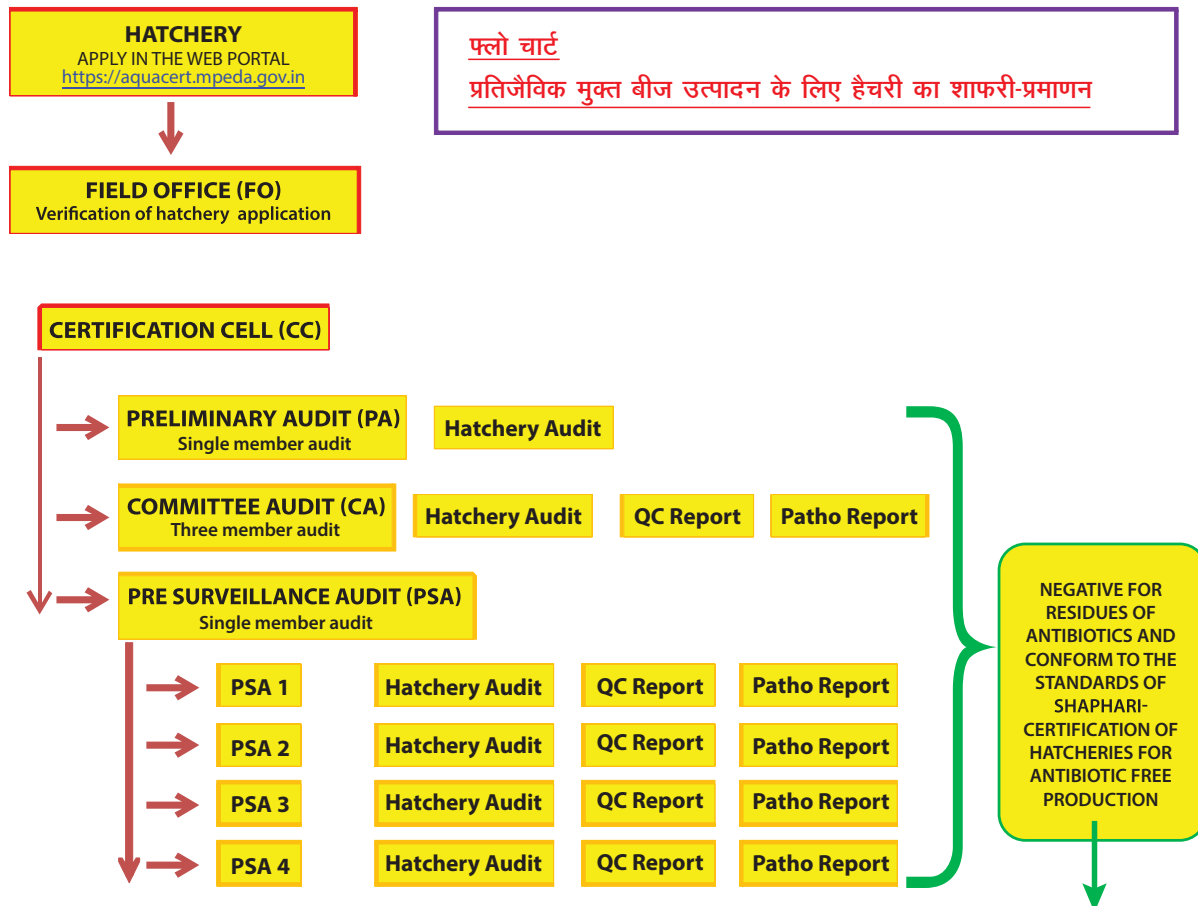 HATCHERY
APPLY IN THE WEB PORTAL
https://aquacert.mpeda.gov.in
फ्लो चार्ट
प्रतिजैविक मुक्त बीज उत्पादन के लिए हैचरी का शाफरी-प्रमाणन
FIELD OFFICE (FO)
Verification of hatchery application
CERTIFICATION CELL (CC)
PRELIMINARY AUDIT (PA)
Single member audit
Hatchery Audit
COMMITTEE AUDIT (CA)
Three member audit
Hatchery Audit
QC Report
Patho Report
PRE SURVEILLANCE AUDIT (PSA)
Single member audit
PSA 1
Hatchery Audit
QC Report
Patho Report
PSA 2
Hatchery Audit
QC Report
Patho Report
PSA 3
Hatchery Audit
QC Report
Patho Report
PSA 4
Hatchery Audit
QC Report
Patho Report
NEGATIVE FOR
RESIDUES OF
ANTIBIOTICS AND
CONFORM TO THE
STANDARDS OF
SHAPHARI-
CERTIFICATION OF
HATCHERIES FOR
ANTIBIOTIC FREE
PRODUCTION